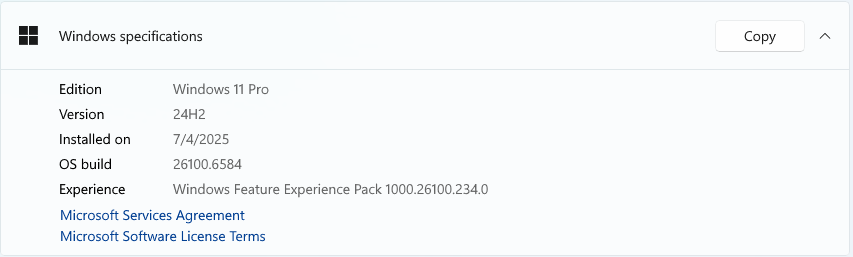 Windows specifications
Copy
Edition Windows 11 Pro
Version 24H2
Installed on 7/4/2025
OS build 26100.6584
Experience Windows Feature Experience Pack 1000.26100.234.0
Microsoft Services Agreement
Microsoft Software License Terms